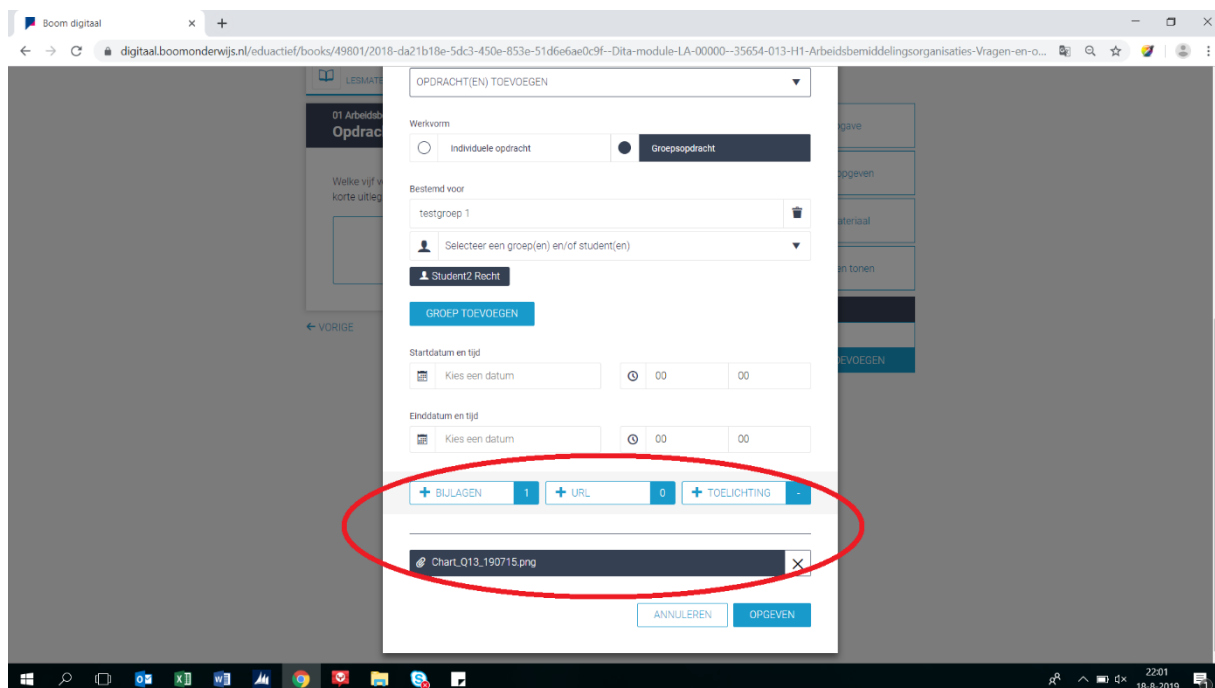 Boom digitaal
digitaal.boomonderwijs.nl/eduactief/books/49801/2018-da21b18e-5dc3-450e-853e-51d6e6ae0c9f--Dita-module-LA-00000--35654-013-H1-Arbeidsbemiddelingsorganisaties-Vragen-en-o...
LESMATE
OPDRACHT(EN) TOEVOEGEN
01 Arbeidsb
Opdrac
Werkvorm
Individuele opdracht
Groepsopdracht
gave
Welke vijf v
korte uitleg
opgeven
Bestemd voor
testgroep 1
ateriaal
Selecteer een groep(en) en/of student(en)
Student2 Recht
en tonen
GROEP TOEVOEGEN
VORIGE
Startdatum en tijd
OEVOEGEN
Kies een datum 00 00
Einddatum en tijd
Kies een datum 00 00
+ BIJLAGEN 1 + URL 0 + TOELICHTING -
Chart_Q13_190715.png
ANNULEREN OPGEVEN
22:01
18-8-2019